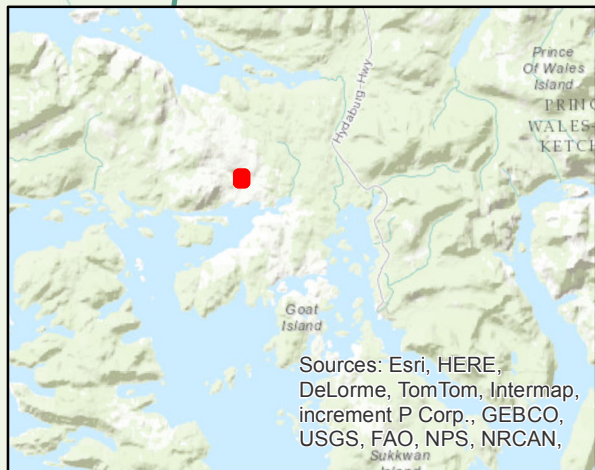 Prince
Of Wales
Island
PRINC
WALES-
KETCH
Hydaburg-Hwy
Goat
Island
Sources: Esri, HERE,
DeLorme, TomTom, Intermap,
increment P Corp., GEBCO,
USGS, FAO, NPS, NRCAN,
Sukkwan
Island